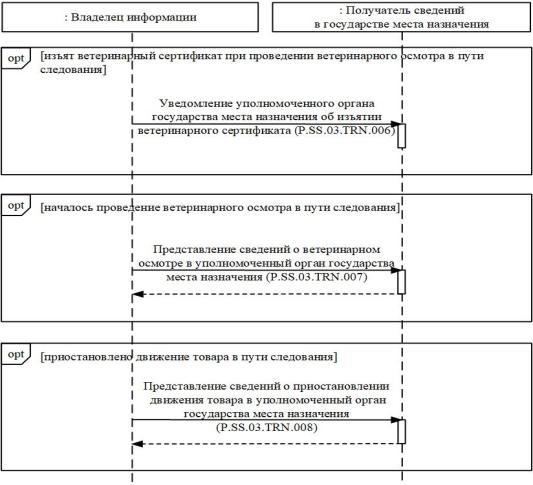 : Владелец информации
: Получатель сведений
в государстве места назначения
opt
[изъят ветеринарный сертификат при проведении ветеринарного осмотра в пути
следования]
Уведомление уполномоченного органа
государства места назначения об изъятии
ветеринарного сертификата (P.SS.03.TRN.006)
opt
[началось проведение ветеринарного осмотра в пути следования]
Представление сведений о ветеринарном
осмотре в уполномоченный орган государства
места назначения (P.SS.03.TRN.007)
opt
[приостановлено движение товара в пути следования]
Представление сведений о приостановлении
движения товара в уполномоченный орган
государства места назначения
(P.SS.03.TRN.008)